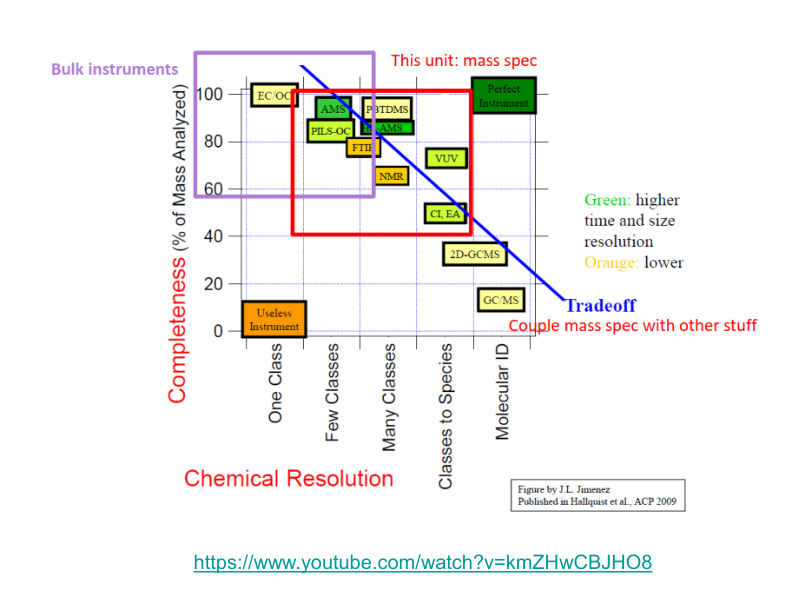 Bulk instruments
This unit: mass spec
Completeness (% of Mass Analyzed)
100
80
60
40
20
0
EC/OC
AMS
PBTDMS
Perfect
Instrument
PILS-OC
-AMS
FTIR
VUV
NMR
CI, EA
2D-GCMS
GC/MS
Useless
Instrument
Green: higher
time and size
resolution
Orange: lower
Tradeoff
Couple mass spec with other stuff
One Class
Few Classes
Many Classes
Classes to Species
Molecular ID
Chemical Resolution
Figure by J.L. Jimenez
Published in Hallquist et al., ACP 2009
https://www.youtube.com/watch?v=kmZHwCBJHO8